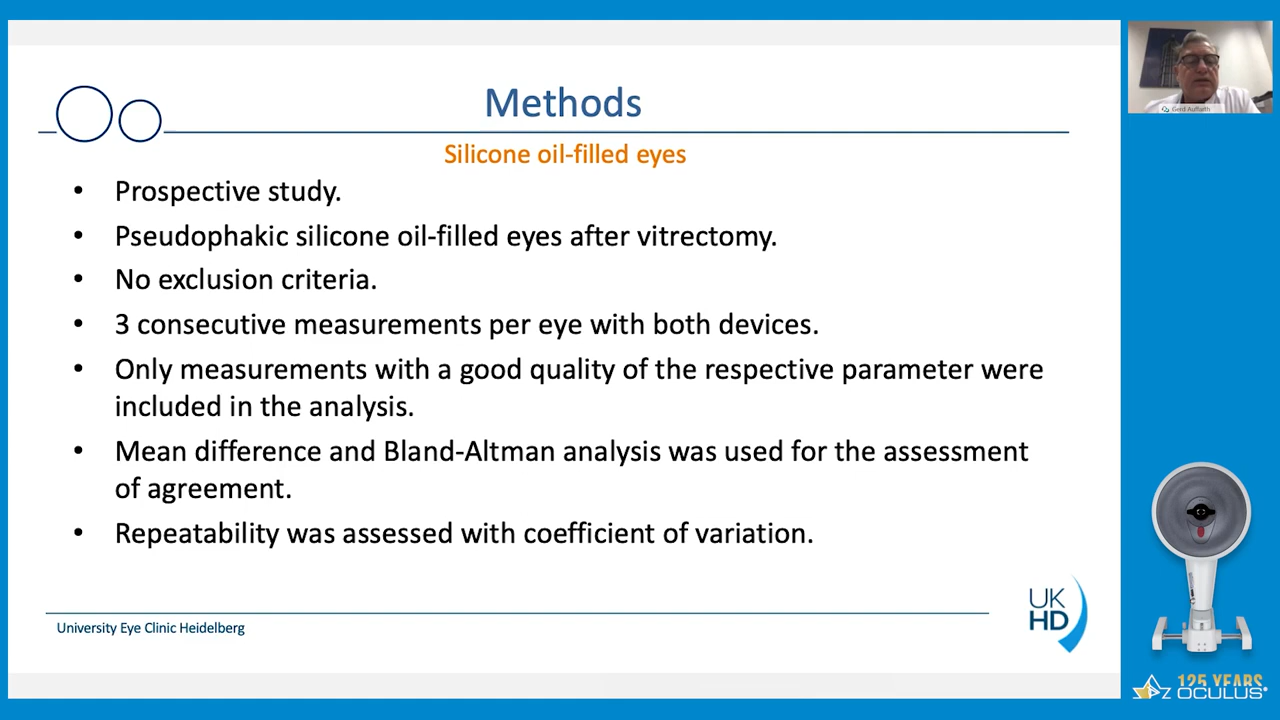 Methods
Silicone oil-filled eyes
• Prospective study.
• Pseudophakic silicone oil-filled eyes after vitrectomy.
• No exclusion criteria.
• 3 consecutive measurements per eye with both devices.
• Only measurements with a good quality of the respective parameter were
included in the analysis.
• Mean difference and Bland-Altman analysis was used for the assessment
of agreement.
• Repeatability was assessed with coefficient of variation.
University Eye Clinic Heidelberg
UK
HD
Gerd Auffarth
125 YEARS
OCULUS®